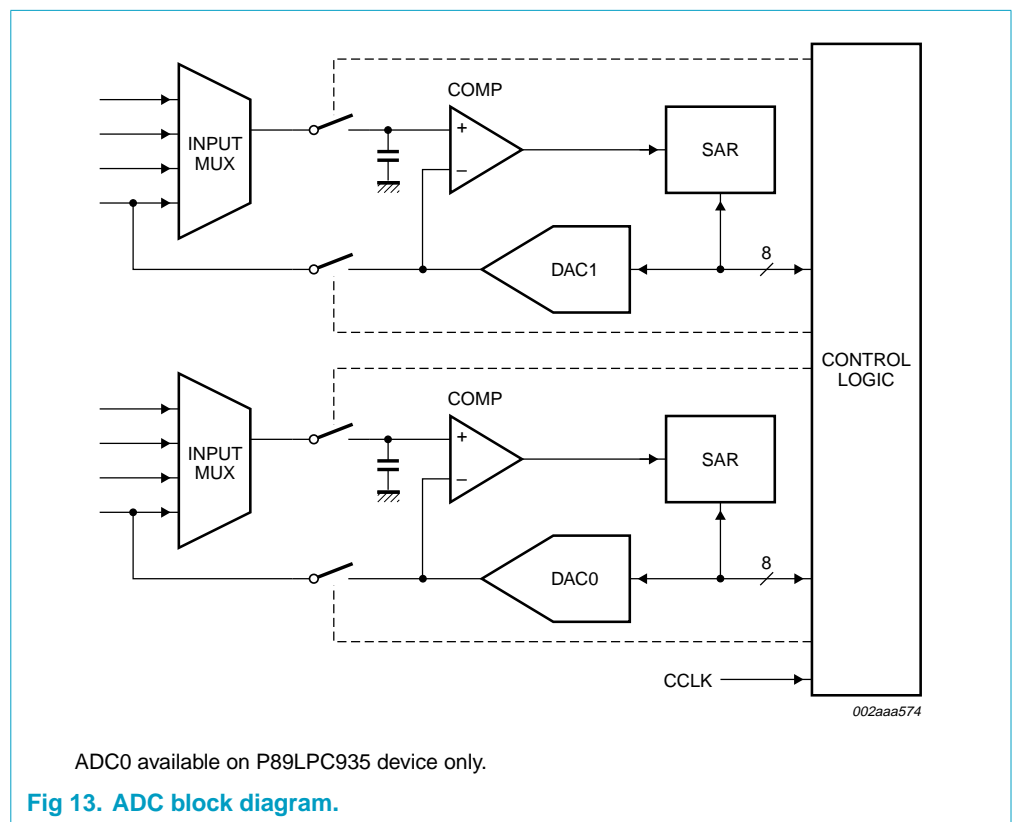 COMP
+
–
INPUT
MUX
SAR
DAC1
8
CONTROL
LOGIC
COMP
+
–
INPUT
MUX
SAR
DAC0
8
CCLK
002aaa574
ADC0 available on P89LPC935 device only.
Fig 13. ADC block diagram.